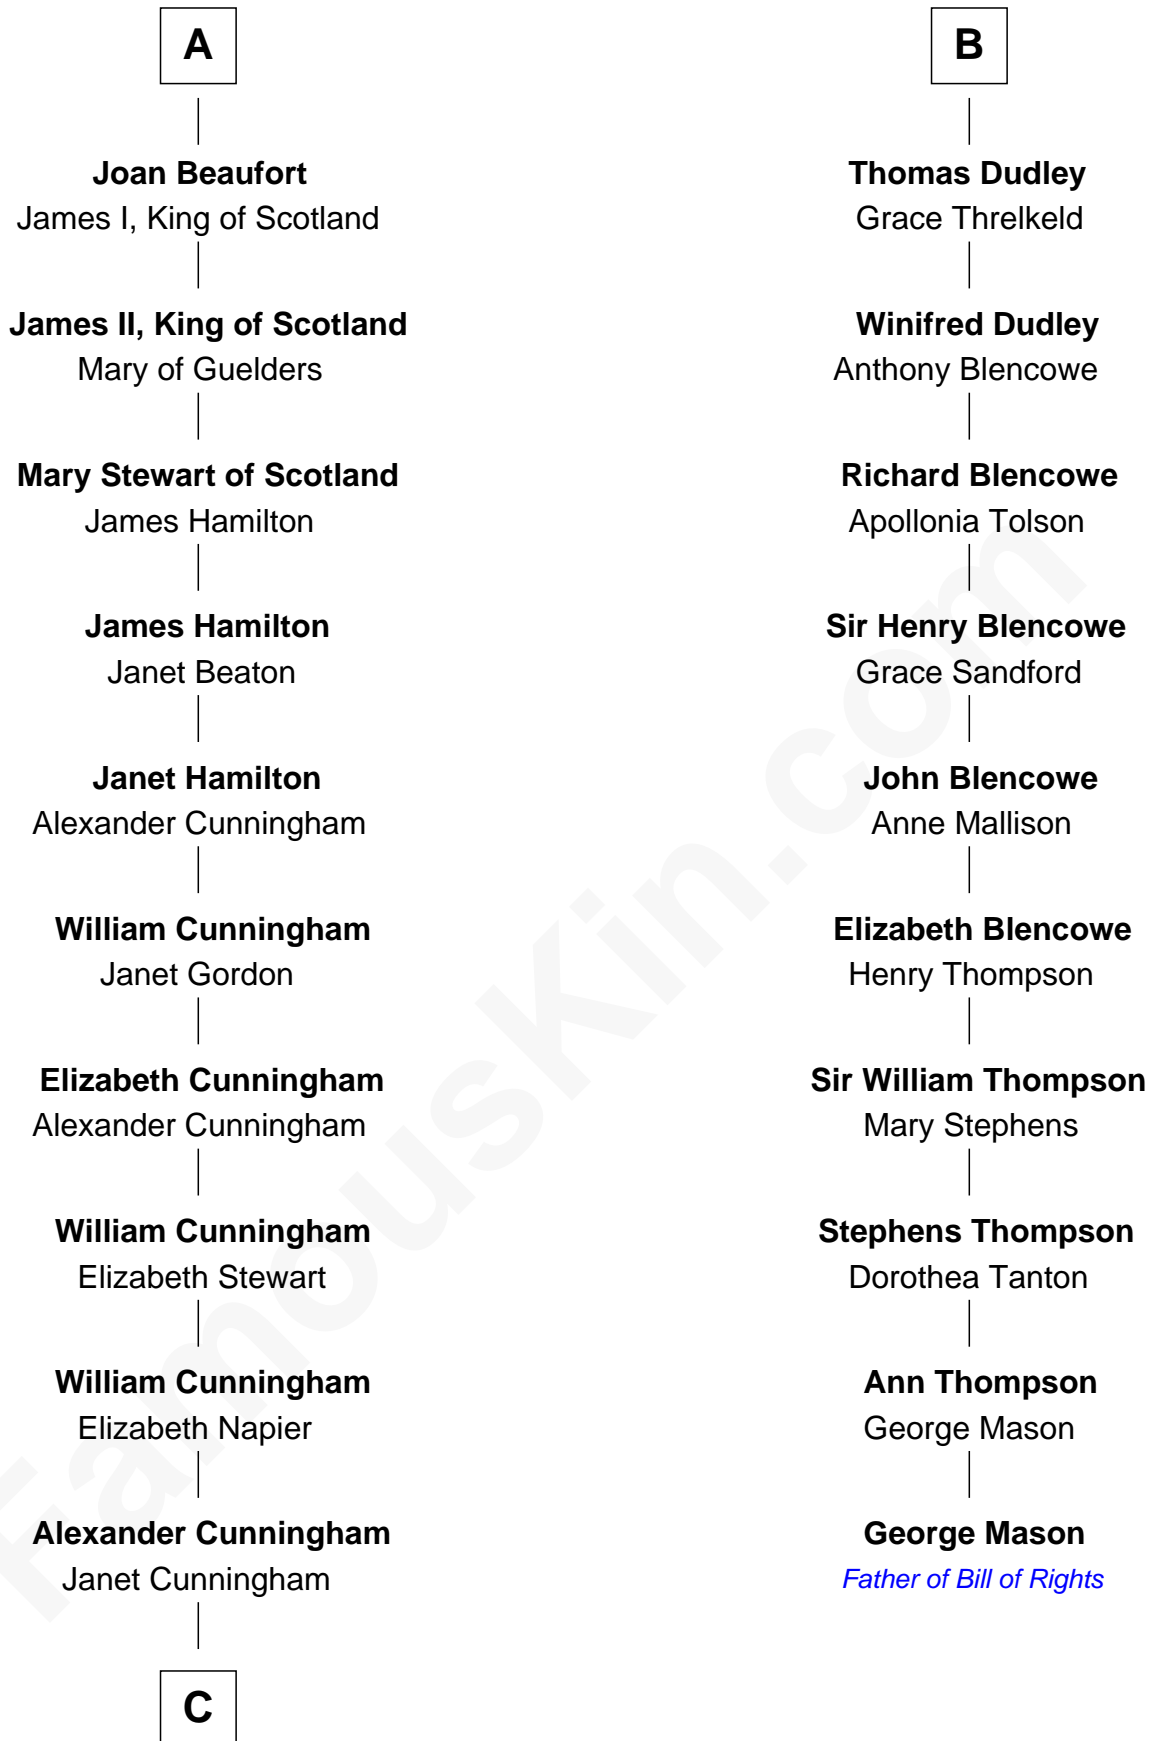 A
Joan Beaufort
James I, King of Scotland
James II, King of Scotland
Mary of Guelders
Mary Stewart of Scotland
James Hamilton
James Hamilton
Janet Beaton
Janet Hamilton
Alexander Cunningham
William Cunningham
Janet Gordon
Elizabeth Cunningham
Alexander Cunningham
William Cunningham
Elizabeth Stewart
William Cunningham
Elizabeth Napier
Alexander Cunningham
Janet Cunningham
C
B
Thomas Dudley
Grace Threlkeld
Winifred Dudley
Anthony Blencowe
Richard Blencowe
Apollonia Tolson
Sir Henry Blencowe
Grace Sandford
John Blencowe
Anne Mallison
Elizabeth Blencowe
Henry Thompson
Sir William Thompson
Mary Stephens
Stephens Thompson
Dorothea Tanton
Ann Thompson
George Mason
George Mason
Father of Bill of Rights
FamousKin.com